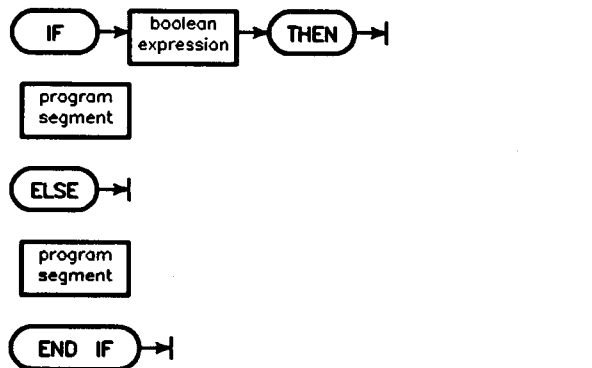 IF boolean expression THEN
program
segment
ELSE
program
segment
END IF